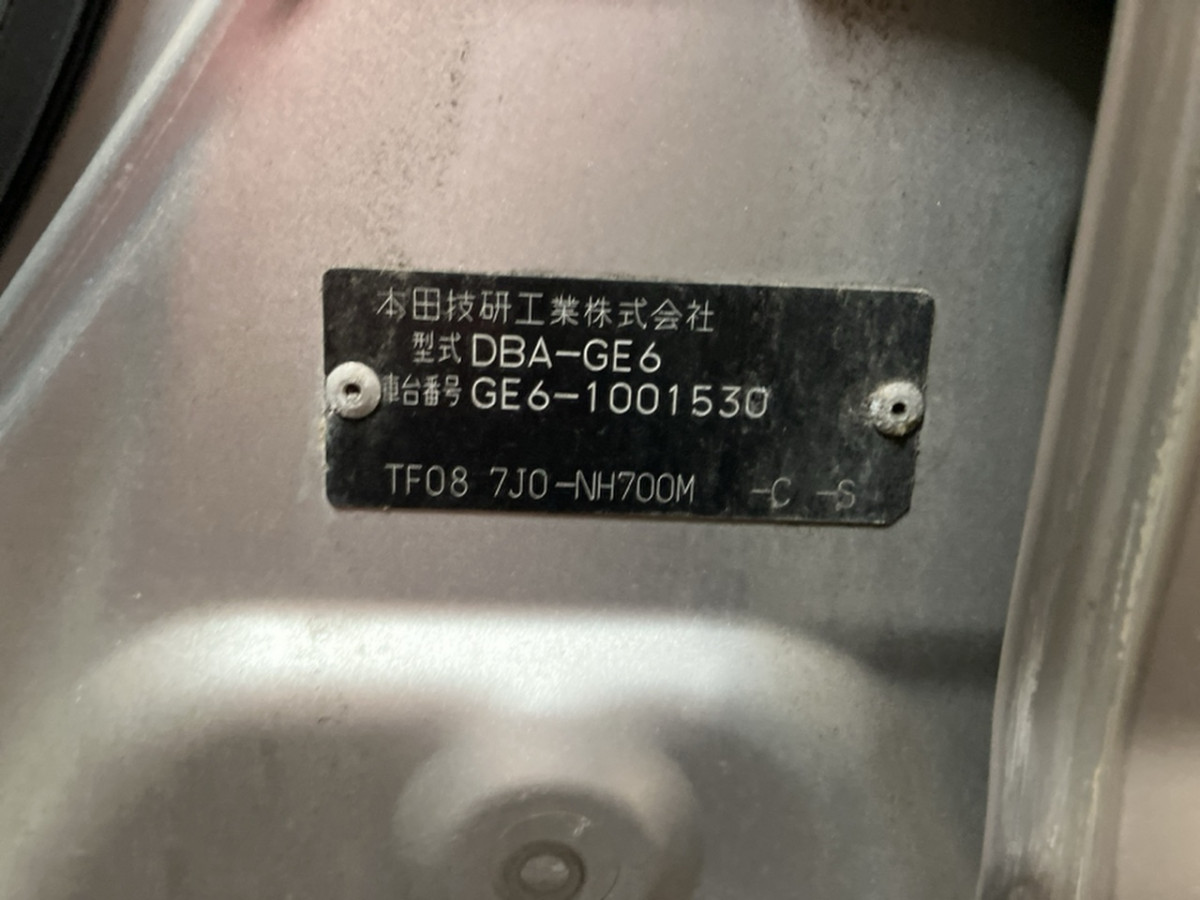 本田技研工業株式会社
型式 DBA-GE6
車台番号 GE6-1001530
TF08 7J0-NH700M -C -S